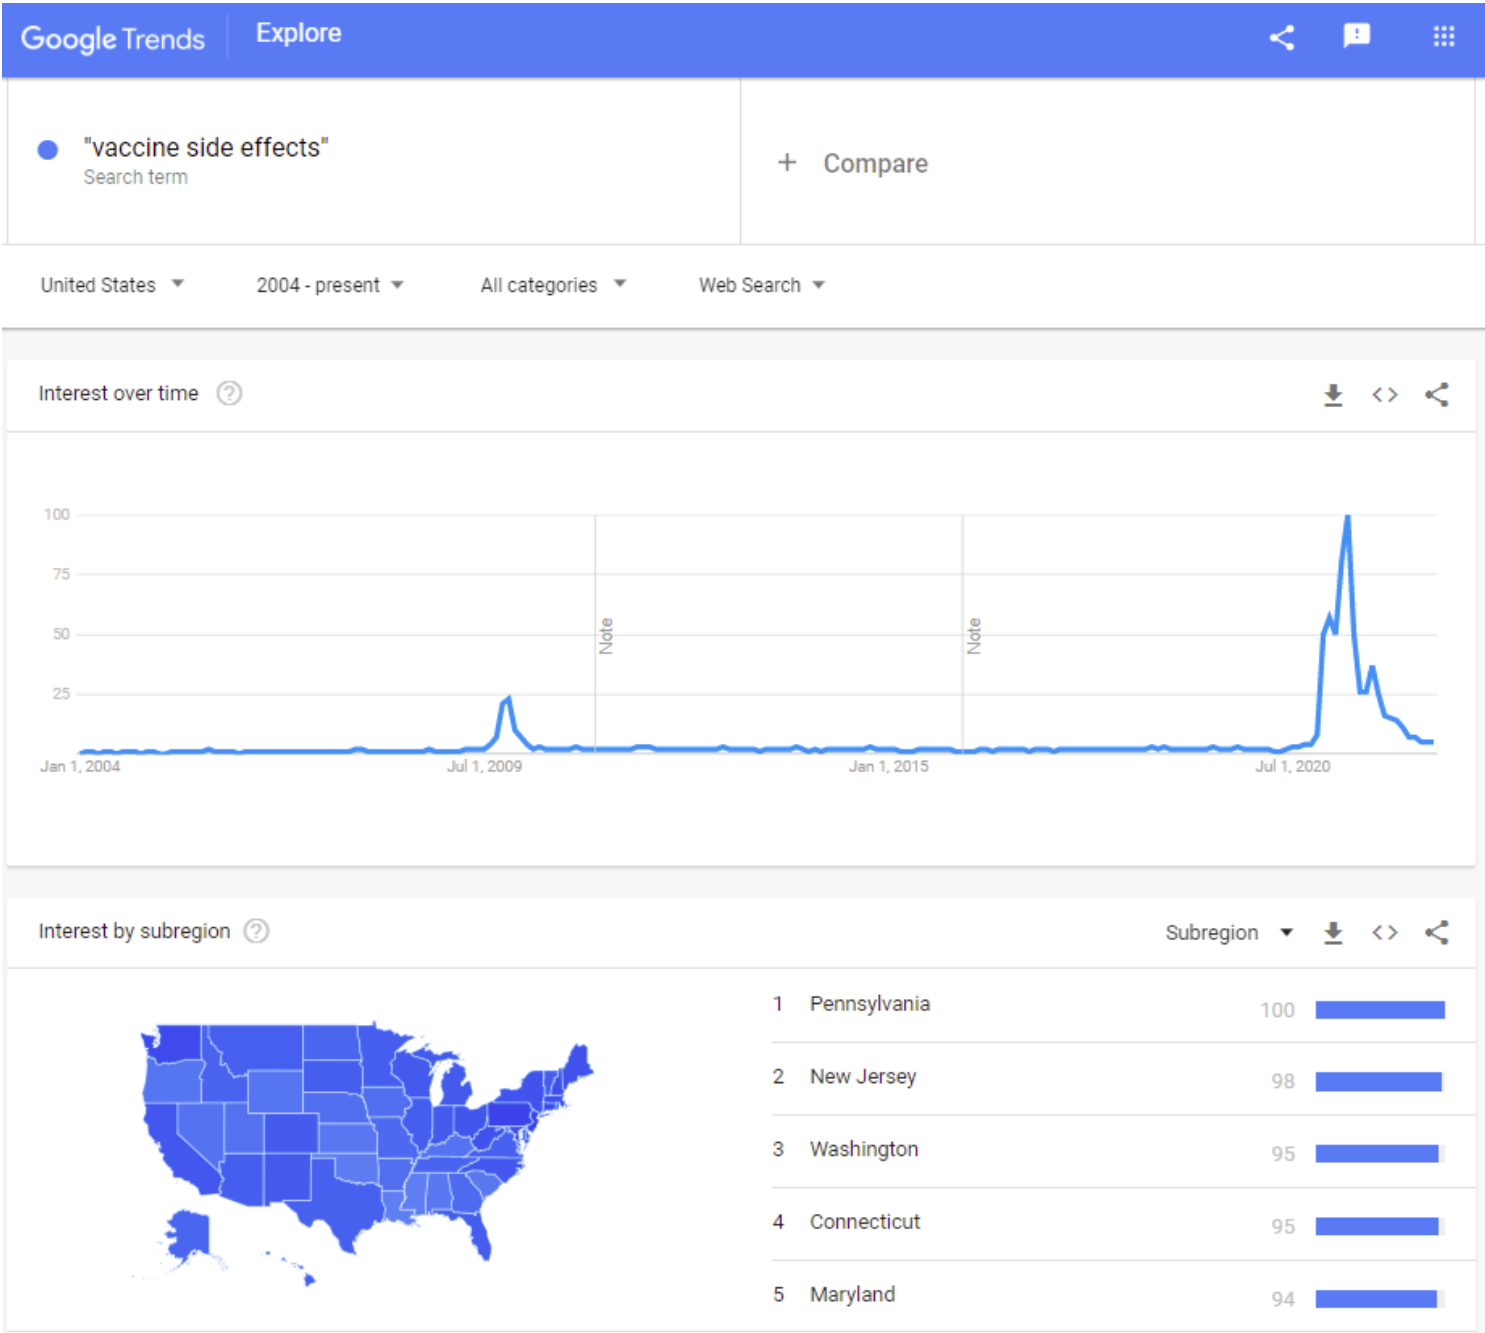 Google Trends Explore
"vaccine side effects"
Search term
+ Compare
United States 2004 - present All categories Web Search
Interest over time ?
100
75
50
25
Note
Note
Jan 1, 2004 Jul 1, 2009 Jan 1, 2015 Jul 1, 2020
Interest by subregion ? Subregion
1 Pennsylvania 100
2 New Jersey 98
3 Washington 95
4 Connecticut 95
5 Maryland 94